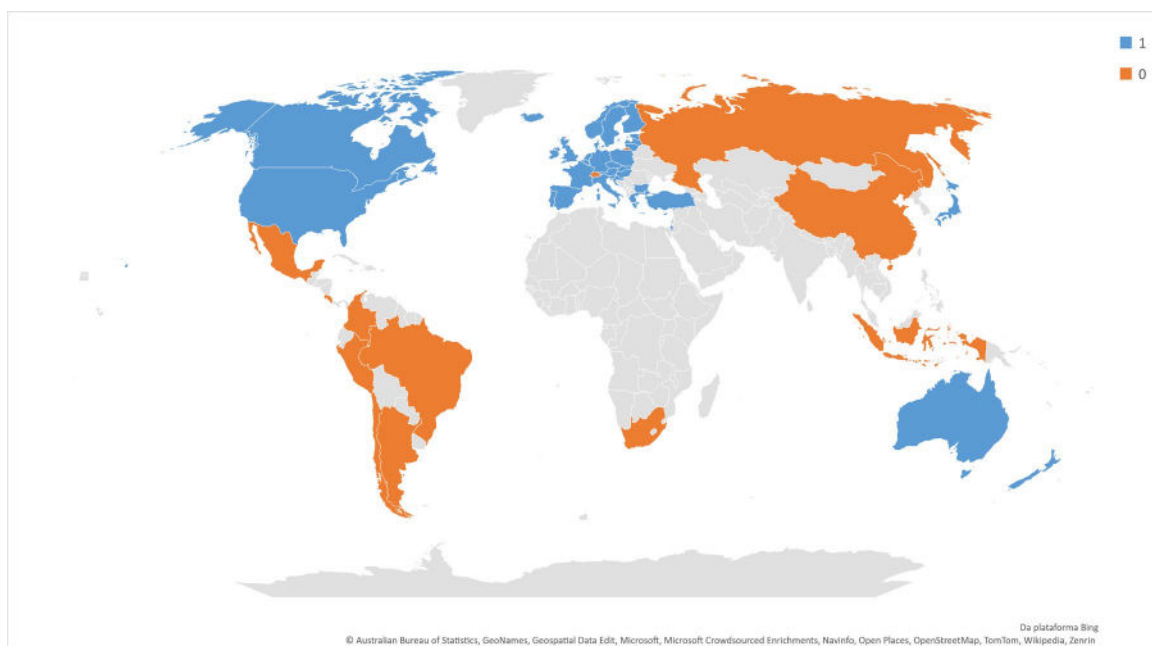 1
0
Da plataforma Bing
© Australian Bureau of Statistics, GeoNames, Geospatial Data Edit, Microsoft, Microsoft Crowdsourced Enrichments, Navinfo, Open Places, OpenStreetMap, TomTom, Wikipedia, Zenrin